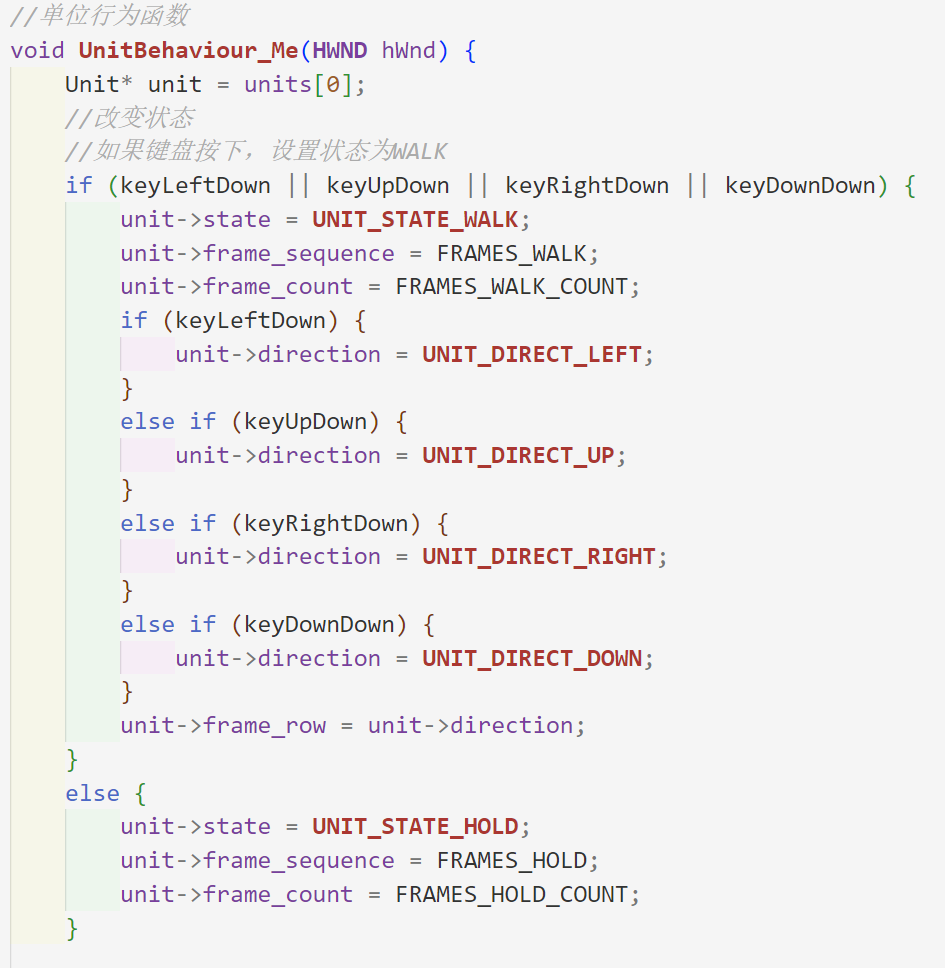 //单位行为函数
void UnitBehaviour_Me(HWND hWnd) {
    Unit* unit = units[0];
    //改变状态
    //如果键盘按下，设置状态为WALK
    if (keyLeftDown || keyUpDown || keyRightDown || keyDownDown) {
        unit->state = UNIT_STATE_WALK;
        unit->frame_sequence = FRAMES_WALK;
        unit->frame_count = FRAMES_WALK_COUNT;
        if (keyLeftDown) {
            unit->direction = UNIT_DIRECT_LEFT;
        }
        else if (keyUpDown) {
            unit->direction = UNIT_DIRECT_UP;
        }
        else if (keyRightDown) {
            unit->direction = UNIT_DIRECT_RIGHT;
        }
        else if (keyDownDown) {
            unit->direction = UNIT_DIRECT_DOWN;
        }
        unit->frame_row = unit->direction;
    }
    else {
        unit->state = UNIT_STATE_HOLD;
        unit->frame_sequence = FRAMES_HOLD;
        unit->frame_count = FRAMES_HOLD_COUNT;
    }